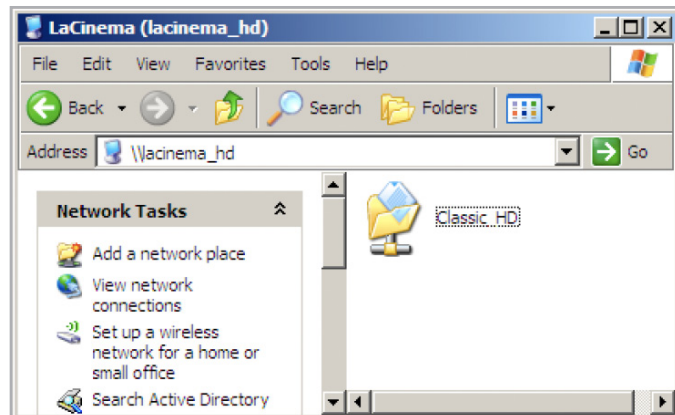 LaCinema (lacinema_hd)
File Edit View Favorites Tools Help
Back Search Folders
Address \\lacinema_hd Go
Network Tasks
Classic_HD
Add a network place
View network
connections
Set up a wireless
network for a home or
small office
Search Active Directory